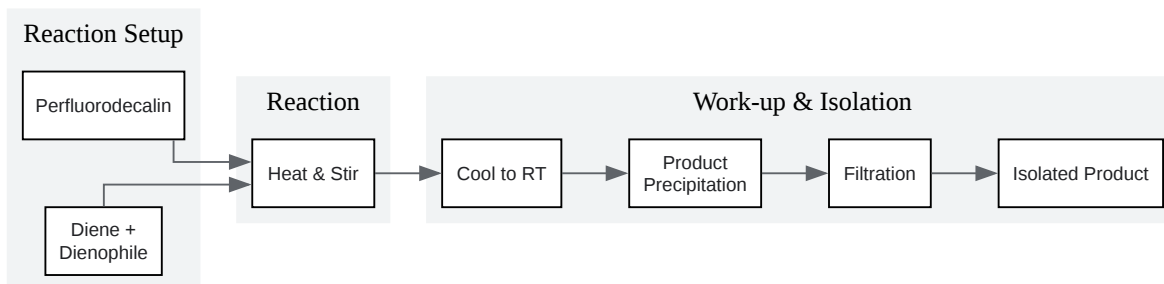 Reaction Setup
Perfluorodecalin
Diene +
Dienophile
Reaction
Heat & Stir
Work-up & Isolation
Cool to RT
Product
Precipitation
Filtration
Isolated Product